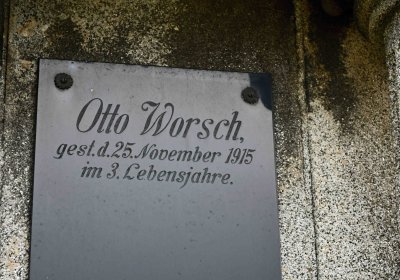 Otto Worsch,
gest.d.25.November 1915
im 3.Lebensjahre.